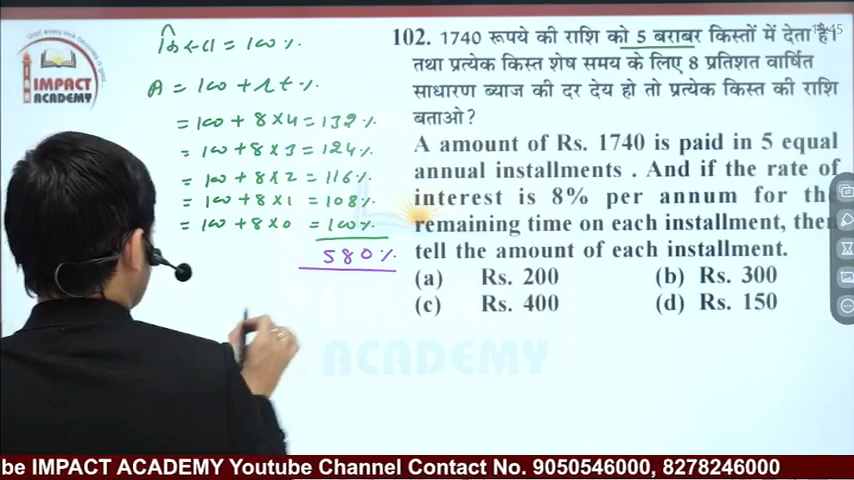 IMPACT
ACADEMY
किस्त = 100 %
A = 100 + rt %.
= 100 + 8 × 4 = 132 %.
= 100 + 8 × 3 = 124 %.
= 100 + 8 × 2 = 116 %.
= 100 + 8 × 1 = 108 %.
= 100 + 8 × 0 = 100 %.
580 %.
102. 1740 रूपये की राशि को 5 बराबर किस्तों में देता है।
तथा प्रत्येक किस्त शेष समय के लिए 8 प्रतिशत वार्षित
साधारण ब्याज की दर देय हो तो प्रत्येक किस्त की राशि
बताओ?
A amount of Rs. 1740 is paid in 5 equal
annual installments . And if the rate of
interest is 8% per annum for the
remaining time on each installment, then
tell the amount of each installment.
(a) Rs. 200 (b) Rs. 300
(c) Rs. 400 (d) Rs. 150
ACADEMY
be IMPACT ACADEMY Youtube Channel Contact No. 9050546000, 8278246000